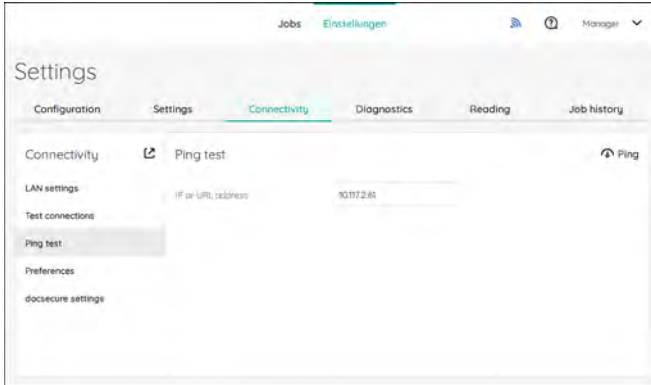 Jobs Einstellungen Manager
Settings
Configuration Settings Connectivity Diagnostics Reading Job history
Connectivity Ping test Ping
LAN settings
IP or URL address 10.117.2.61
Test connections
Ping test
Preferences
docsecure settings